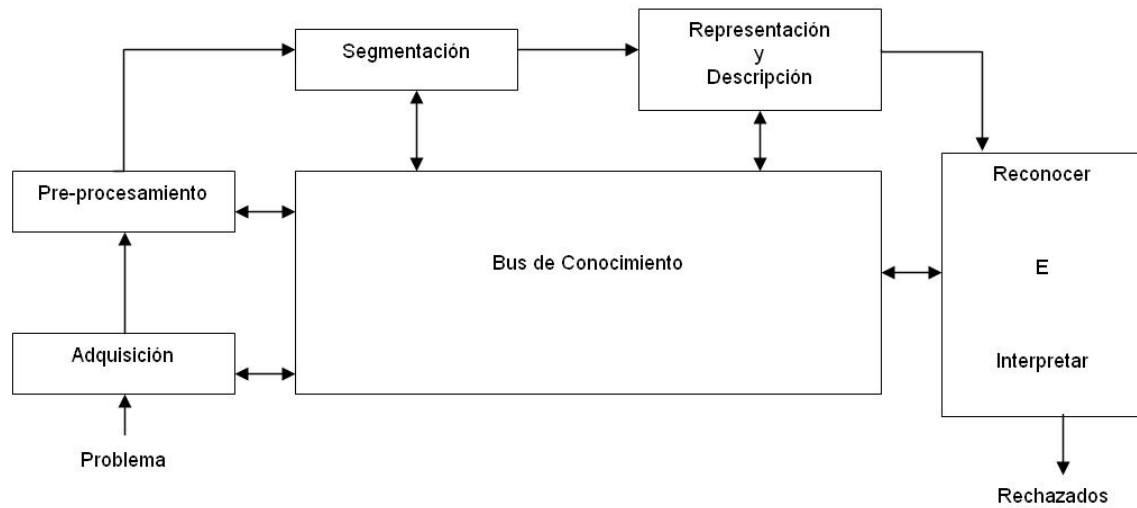 Segmentación
Representación
y
Descripción
Pre-procesamiento
Reconocer
Bus de Conocimiento
E
Adquisición
Interpretar
Problema
Rechazados